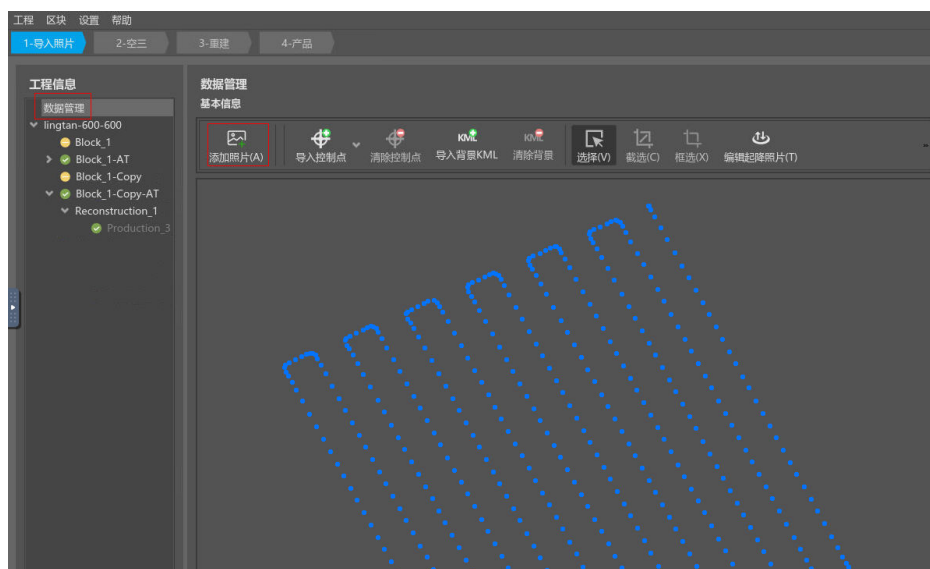 工程 区块 设置 帮助
1-导入照片 2-空三 3-重建 4-产品
工程信息
数据管理
lingtan-600-600
Block_1
Block_1-AT
Block_1-Copy
Block_1-Copy-AT
Reconstruction_1
Production_3
数据管理
基本信息
添加照片(A) 导入控制点 清除控制点 KML 导入背景KML KML 清除背景 选择(V) 截选(C) 框选(X) 编辑起降照片(T)